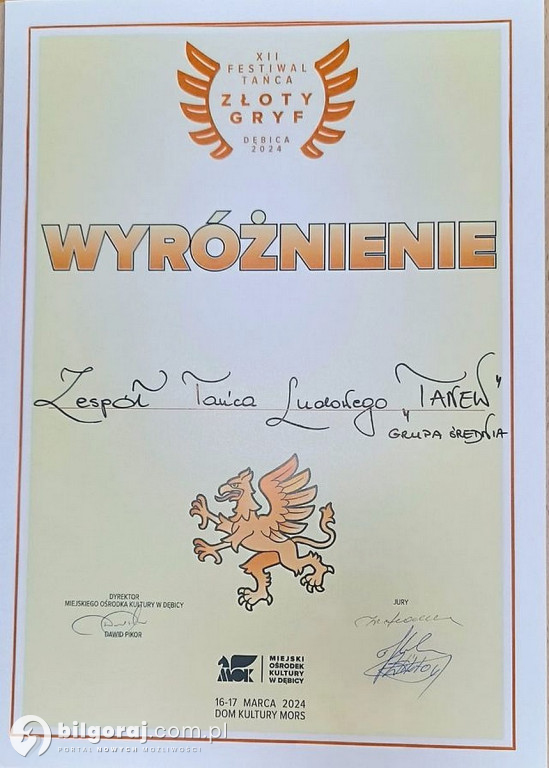 XII
FESTIWAL
TAŃCA
ZŁOTY
GRYF
DĘBICA
2024
WYRÓŻNIENIE
Zespół Tańca Ludowego „TANEW"
GRUPA ŚREDNIA
DYREKTOR
MIEJSKIEGO OŚRODKA KULTURY W DĘBICY
DAWID PIKOR
JURY
MOK
MIEJSKI
OŚRODEK
KULTURY
W DĘBICY
16-17 MARCA 2024
DOM KULTURY MORS
bilgoraj.com.pl
PORTAL NOWYCH MOŻLIWOŚCI